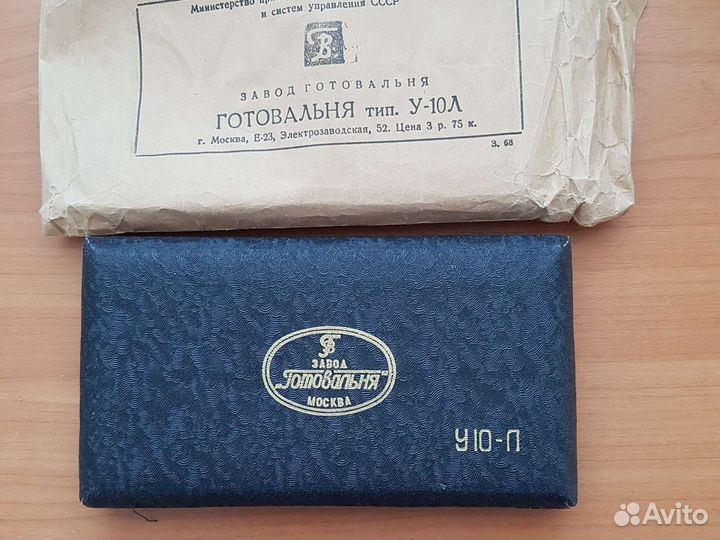 Министерство
и систем управления СССР
ЗАВОД ГОТОВАЛЬНЯ
ГОТОВАЛЬНЯ тип. У-10Л
г. Москва, Е-23, Электрозаводская, 52. Цена 3 р. 75 к.
З. 68
ЗАВОД
„Готовальня"
МОСКВА
У10-Л
Avito